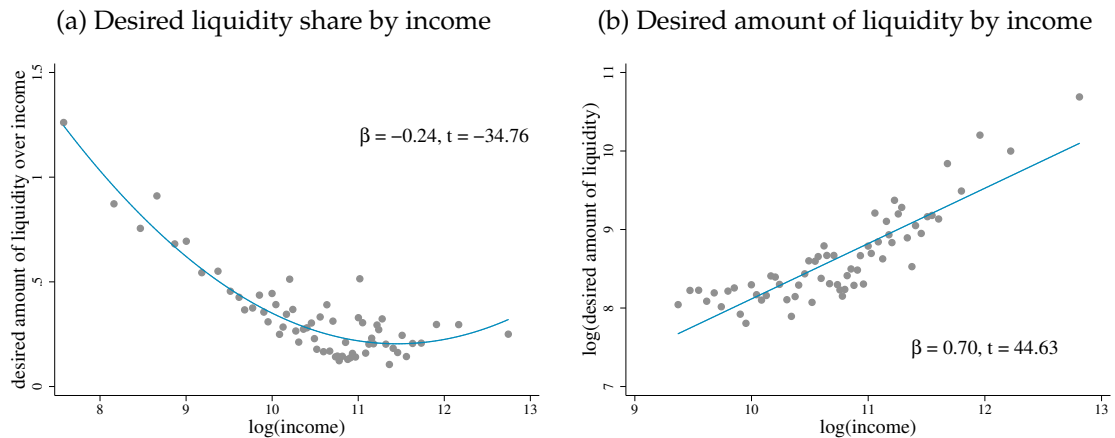 (a) Desired liquidity share by income
desired amount of liquidity over income
1.5
1
.5
0
β = −0.24, t = −34.76
8 9 10 11 12 13
log(income)
(b) Desired amount of liquidity by income
log(desired amount of liquidity)
11
10
9
8
7
β = 0.70, t = 44.63
9 10 11 12 13
log(income)